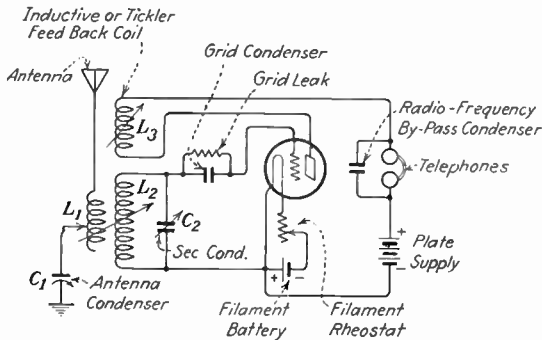 Inductive or Tickler
Feed Back Coil
Grid Condenser
Antenna
Grid Leak
L3
Radio-Frequency
By-Pass Condenser
Telephones
L2
L1
C2
Sec Cond.
+
Plate
Supply
-
C1
Antenna
Condenser
+
-
Filament
Battery
Filament
Rheostat